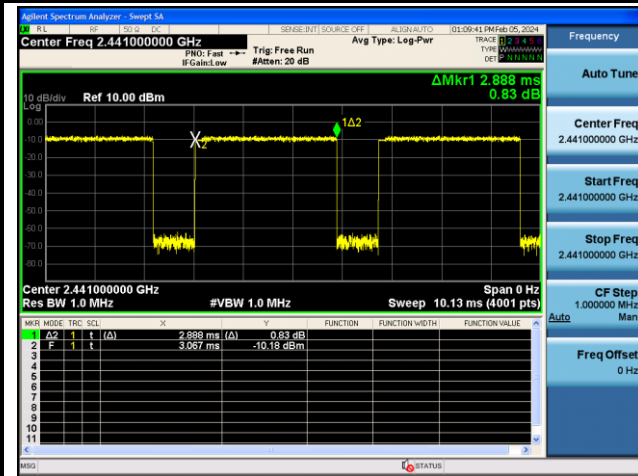 Agilent Spectrum Analyzer - Swept SA
RL RF 50 Ω DC SENSE:INT SOURCE OFF ALIGNAUTO 01:09:41 PM Feb 05, 2024
Center Freq 2.441000000 GHz
PNO: Fast
IFGain:Low
Trig: Free Run
#Atten: 20 dB
Avg Type: Log-Pwr
TRACE 1 2 3 4 5 6
TYPE
DET P N N N N N
ΔMkr1 2.888 ms
0.83 dB
10 dB/div Ref 10.00 dBm
Log
0.00
-10.0
-20.0
-30.0
-40.0
-50.0
-60.0
-70.0
-80.0
1Δ2
2
Center 2.441000000 GHz Span 0 Hz
Res BW 1.0 MHz #VBW 1.0 MHz Sweep 10.13 ms (4001 pts)
MKR MODE TRC SCL X Y FUNCTION FUNCTION WIDTH FUNCTION VALUE
1 Δ2 1 t (Δ) 2.888 ms (Δ) 0.83 dB
2 F 1 t 3.067 ms -10.18 dBm
3
4
5
6
7
8
9
10
11
MSG STATUS
Frequency
Auto Tune
Center Freq
2.441000000 GHz
Start Freq
2.441000000 GHz
Stop Freq
2.441000000 GHz
CF Step
1.000000 MHz
Auto Man
Freq Offset
0 Hz